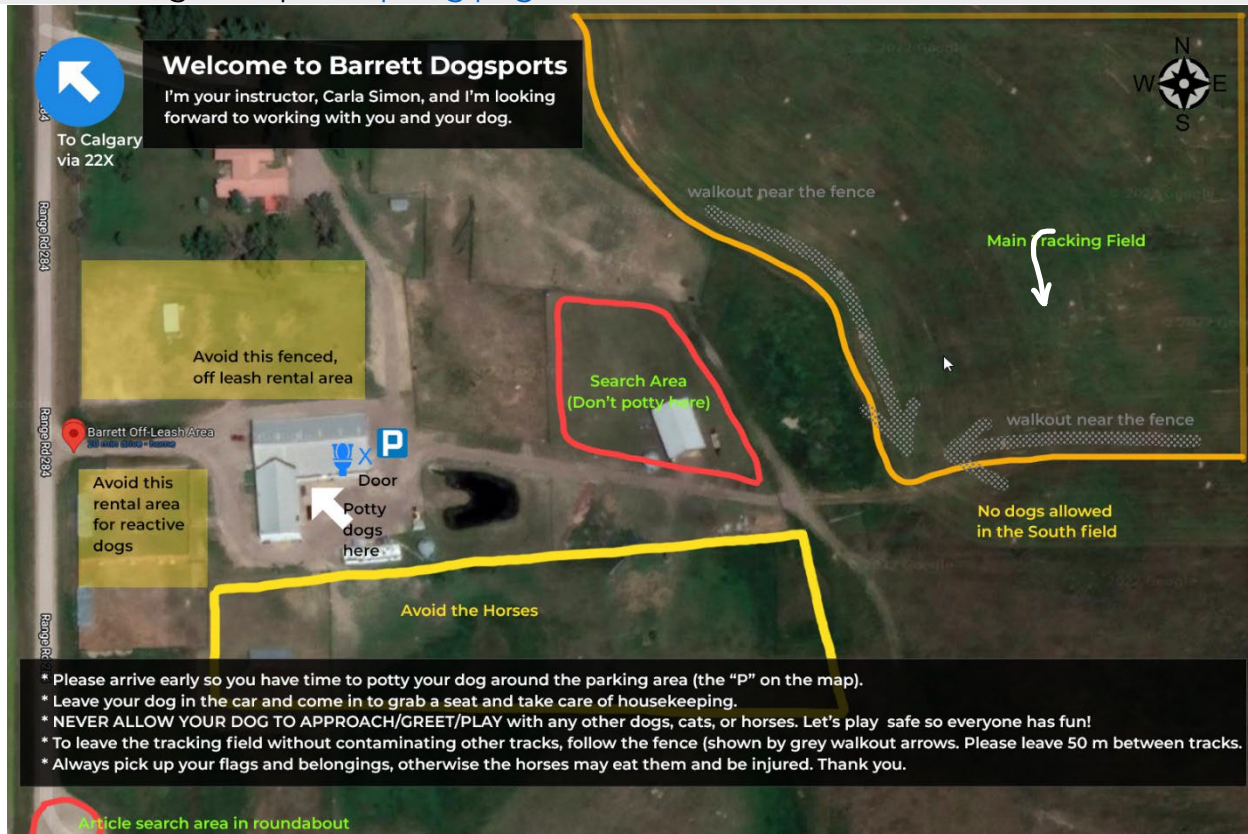 Welcome to Barrett Dogsports
I'm your instructor, Carla Simon, and I'm looking
forward to working with you and your dog.
To Calgary
via 22X
N
W E
S
Range Rd 284
walkout near the fence
Main Tracking Field
Avoid this fenced,
off leash rental area
Search Area
(Don't potty here)
Range Rd 284
Barrett Off-Leash Area
P
X
Door
walkout near the fence
Avoid this
rental area
for reactive
dogs
Potty
dogs
here
No dogs allowed
in the South field
Avoid the Horses
Range Rd
* Please arrive early so you have time to potty your dog around the parking area (the "P" on the map).
* Leave your dog in the car and come in to grab a seat and take care of housekeeping.
* NEVER ALLOW YOUR DOG TO APPROACH/GREET/PLAY with any other dogs, cats, or horses. Let's play safe so everyone has fun!
* To leave the tracking field without contaminating other tracks, follow the fence (shown by grey walkout arrows. Please leave 50 m between tracks.
* Always pick up your flags and belongings, otherwise the horses may eat them and be injured. Thank you.
Article search area in roundabout